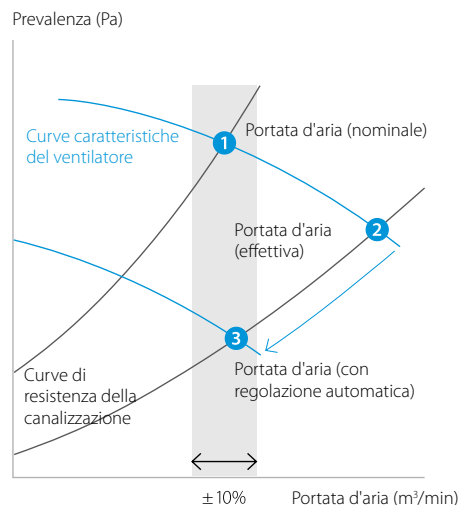 Prevalenza (Pa)
Curve caratteristiche
del ventilatore
1
Portata d'aria (nominale)
Portata d'aria
(effettiva)
2
3
Portata d'aria (con
regolazione automatica)
Curve di
resistenza della
canalizzazione
±10%
Portata d'aria (m³/min)